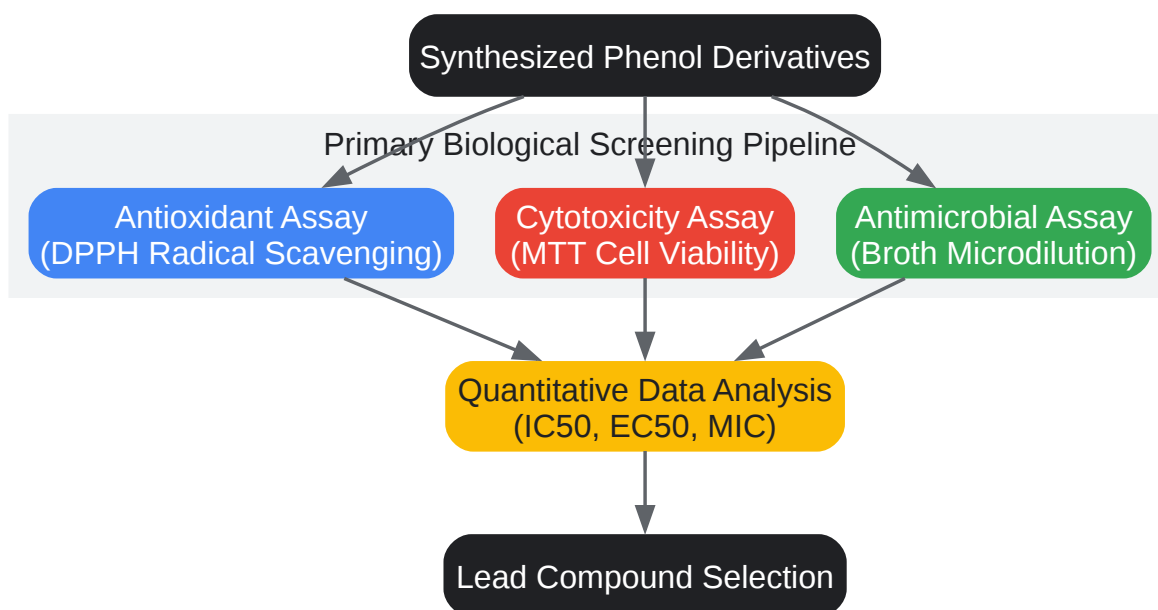 Synthesized Phenol Derivatives
Primary Biological Screening Pipeline
Antioxidant Assay
(DPPH Radical Scavenging)
Cytotoxicity Assay
(MTT Cell Viability)
Antimicrobial Assay
(Broth Microdilution)
Quantitative Data Analysis
(IC50, EC50, MIC)
Lead Compound Selection